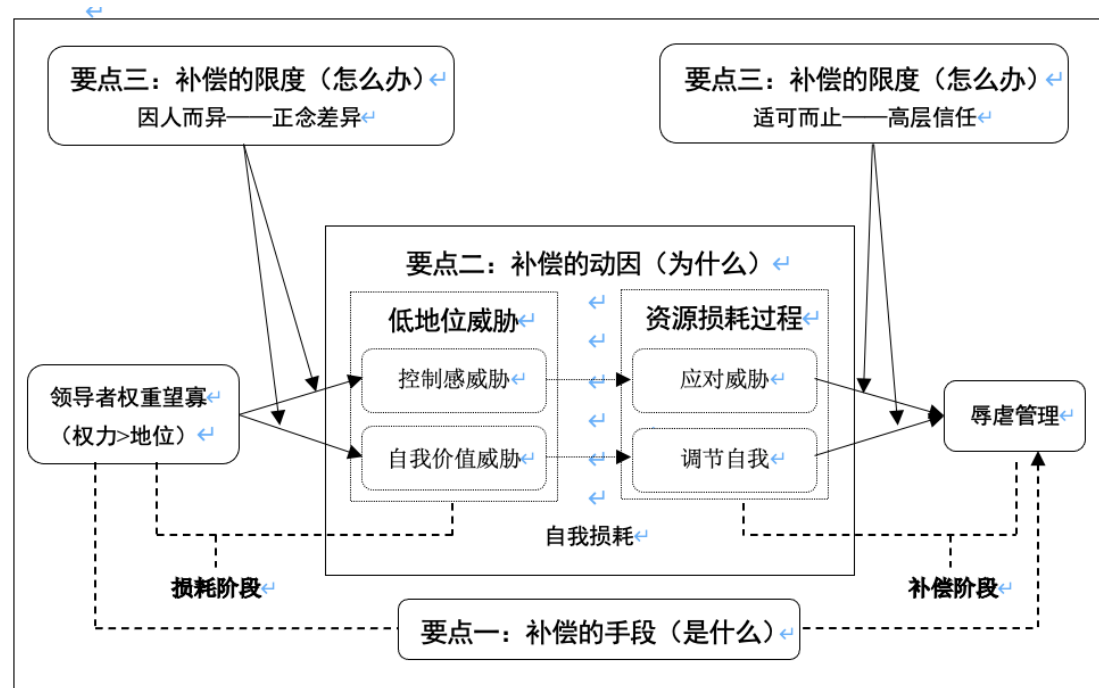 要点三：补偿的限度（怎么办）
因人而异——正念差异
要点三：补偿的限度（怎么办）
适可而止——高层信任
要点二：补偿的动因（为什么）
低地位威胁
资源损耗过程
控制感威胁
应对威胁
领导者权重望寡
（权力>地位）
辱虐管理
自我价值威胁
调节自我
自我损耗
损耗阶段
补偿阶段
要点一：补偿的手段（是什么）